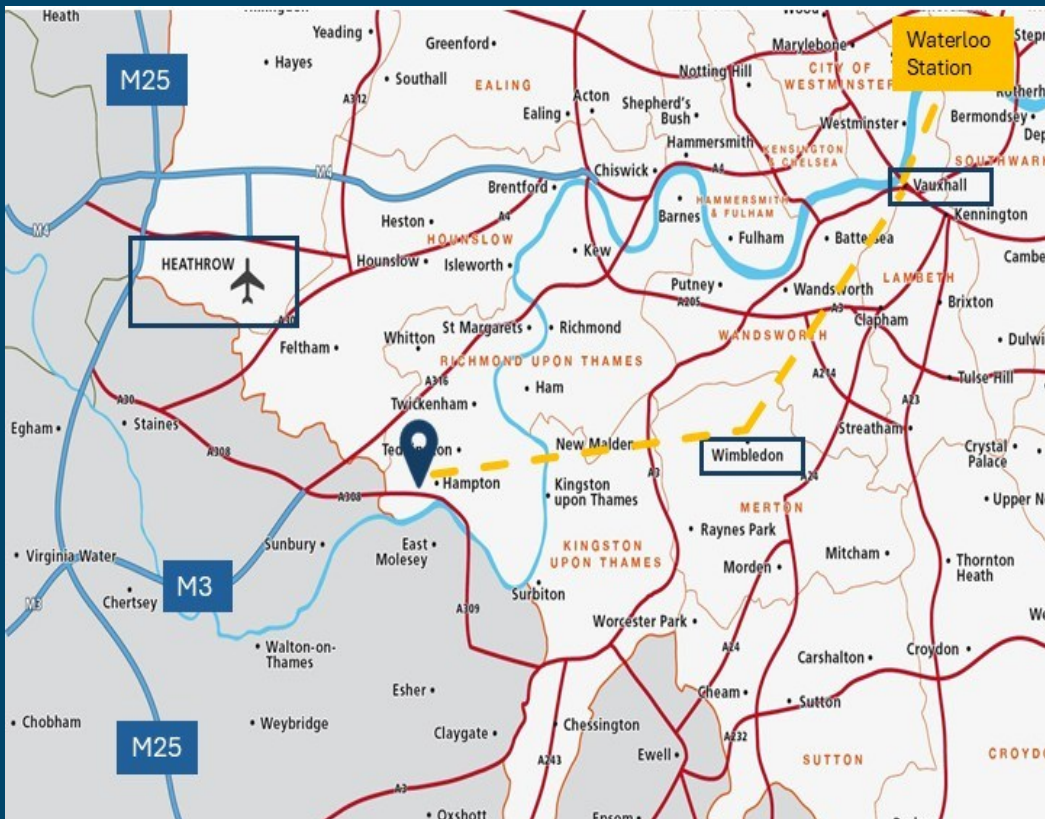 Heath
Yeading
Hayes
Greenford
Southall
EALING
M25
A312
Acton
Ealing
Shepherd's
Bush
Notting Hill
Marylebone
CITY OF
WESTMINSTER
Waterloo
Station
Westminster
Bermondsey
Hammersmith
KENSINGTON
& CHELSEA
SOUTHWARK
M4
Chiswick
A4
Vauxhall
Brentford
HAMMERSMITH
& FULHAM
Kennington
Heston
A4
Barnes
M4
HOUNSLOW
Kew
Fulham
Battersea
HEATHROW
Hounslow
Isleworth
LAMBETH
Putney
Wandsworth
A205
A3
Brixton
A30
Clapham
Whitton
St Margarets
Richmond
WANDSWORTH
Feltham
RICHMOND UPON THAMES
A316
A214
Tulse Hill
Ham
A30
Twickenham
A23
Egham
Staines
Streatham
A308
Teddington
New Malden
Wimbledon
Crystal
Palace
A3
A24
Hampton
Kingston
upon Thames
A308
MERTON
Raynes Park
Sunbury
East
Molesey
KINGSTON
UPON THAMES
Mitcham
Virginia Water
Morden
Thornton
Heath
M3
Chertsey
M3
Surbiton
A309
Worcester Park
Walton-on-
Thames
A24
Carshalton
Croydon
Esher
Cheam
Sutton
Chobham
Weybridge
Chessington
Claygate
A232
M25
A243
Ewell
SUTTON
A3
Oxshott